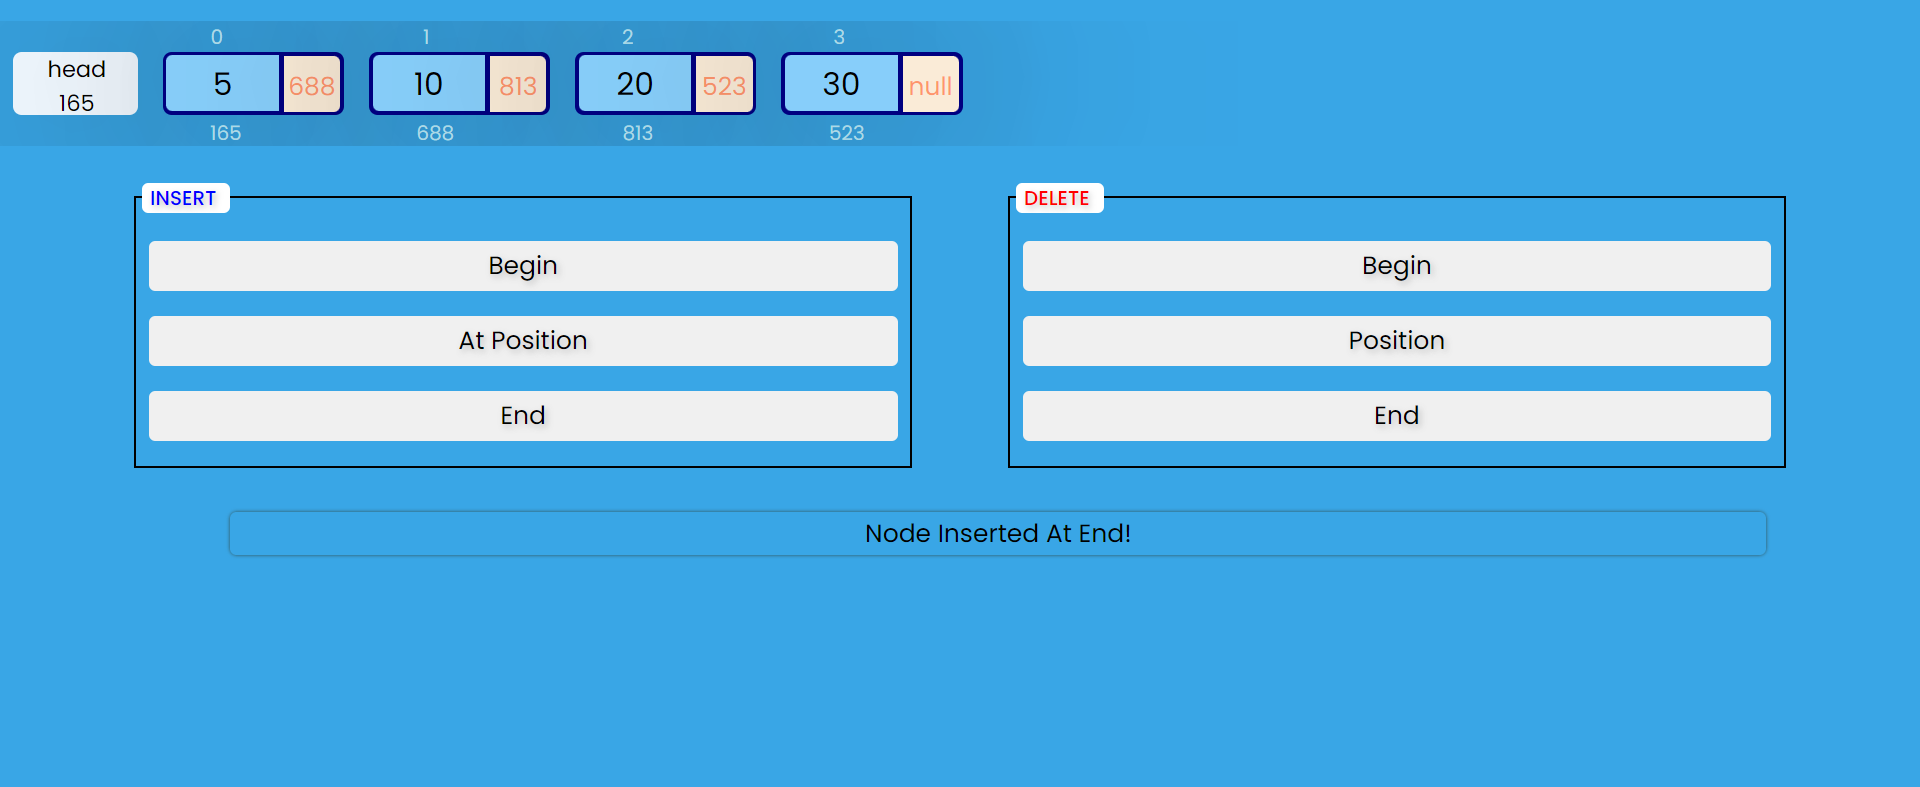 0 1 2 3
head
165
5 688 10 813 20 523 30 null
165 688 813 523
INSERT
Begin
At Position
End
DELETE
Begin
Position
End
Node Inserted At End!